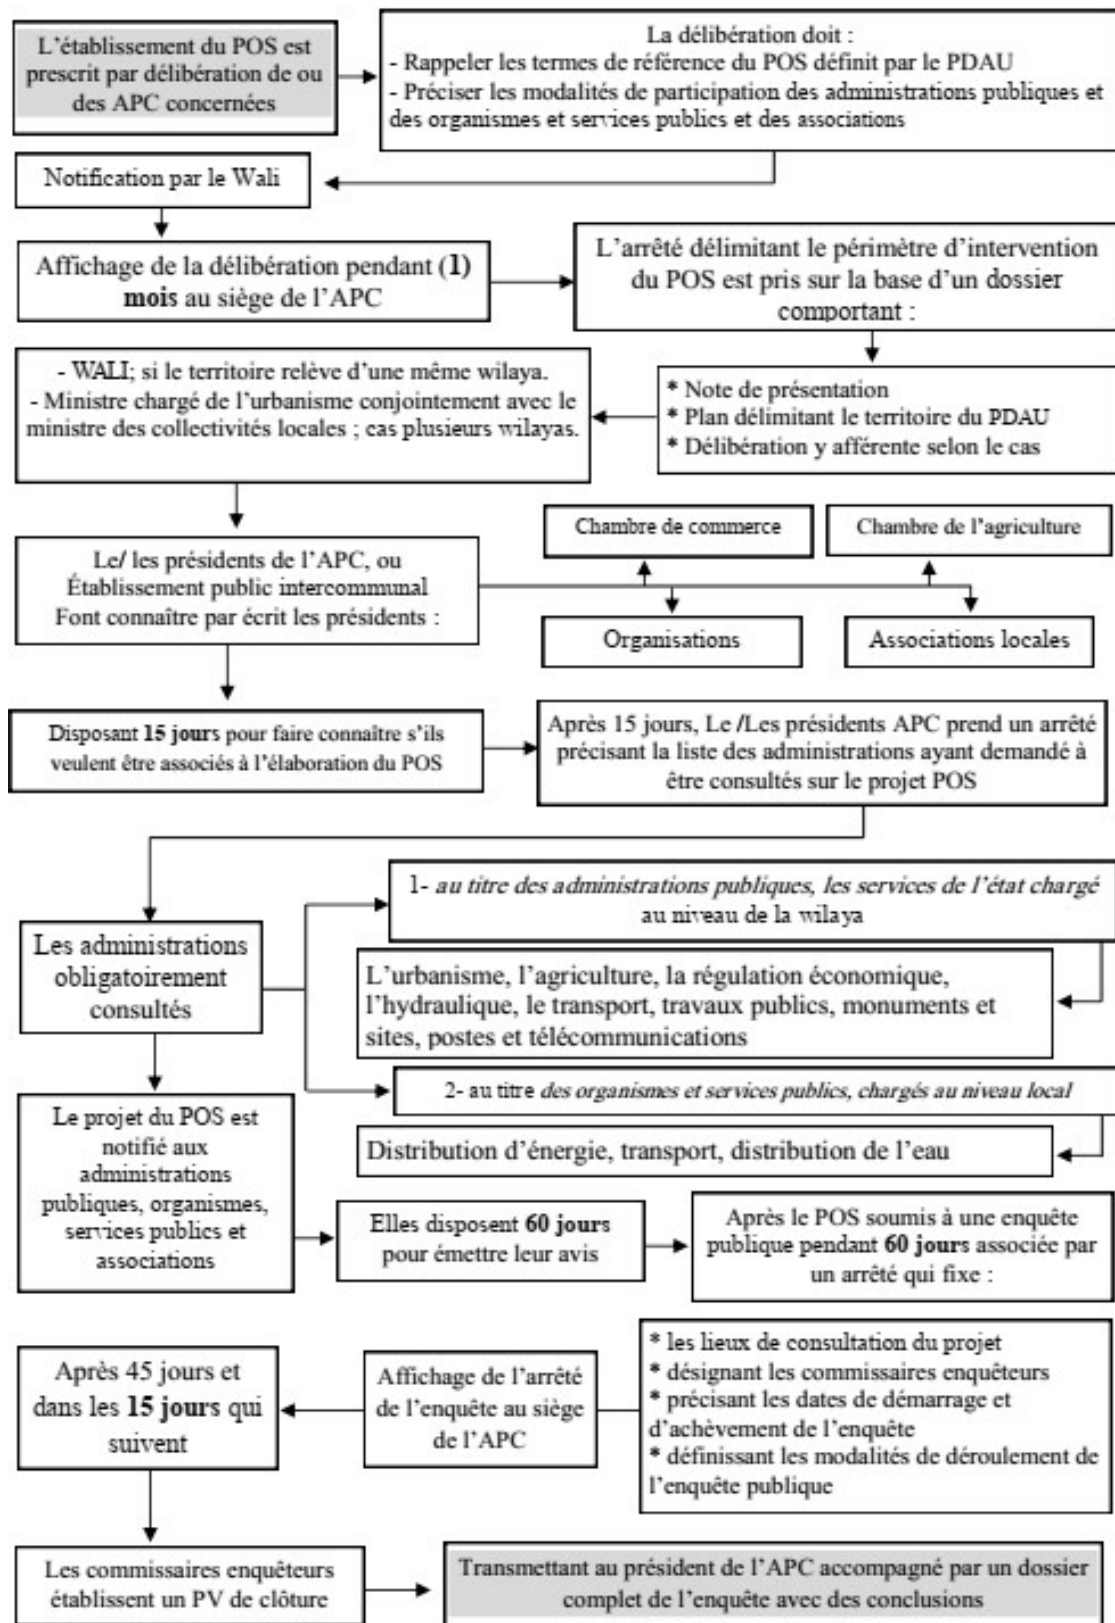 L'établissement du POS est
prescrit par délibération de ou
des APC concernées
La délibération doit :
- Rappeler les termes de référence du POS définit par le PDAU
- Préciser les modalités de participation des administrations publiques et
des organismes et services publics et des associations
Notification par le Wali
Affichage de la délibération pendant (1)
mois au siège de l'APC
L'arrêté délimitant le périmètre d'intervention
du POS est pris sur la base d'un dossier
comportant :
- WALI; si le territoire relève d'une même wilaya.
- Ministre chargé de l'urbanisme conjointement avec le
ministre des collectivités locales ; cas plusieurs wilayas.
* Note de présentation
* Plan délimitant le territoire du PDAU
* Délibération y afférente selon le cas
Le/ les présidents de l'APC, ou
Établissement public intercommunal
Font connaître par écrit les présidents :
Chambre de commerce
Chambre de l'agriculture
Organisations
Associations locales
Disposant 15 jours pour faire connaître s'ils
veulent être associés à l'élaboration du POS
Après 15 jours, Le /Les présidents APC prend un arrêté
précisant la liste des administrations ayant demandé à
être consultés sur le projet POS
Les administrations
obligatoirement
consultés
1- au titre des administrations publiques, les services de l'état chargé
au niveau de la wilaya
L'urbanisme, l'agriculture, la régulation économique,
l'hydraulique, le transport, travaux publics, monuments et
sites, postes et télécommunications
2- au titre des organismes et services publics, chargés au niveau local
Distribution d'énergie, transport, distribution de l'eau
Le projet du POS est
notifié aux
administrations
publiques, organismes,
services publics et
associations
Elles disposent 60 jours
pour émettre leur avis
Après le POS soumis à une enquête
publique pendant 60 jours associée par
un arrêté qui fixe :
* les lieux de consultation du projet
* désignant les commissaires enquêteurs
* précisant les dates de démarrage et
d'achèvement de l'enquête
* définissant les modalités de déroulement de
l'enquête publique
Affichage de l'arrêté
de l'enquête au siège
de l'APC
Après 45 jours et
dans les 15 jours qui
suivent
Les commissaires enquêteurs
établissent un PV de clôture
Transmettant au président de l'APC accompagné par un dossier
complet de l'enquête avec des conclusions